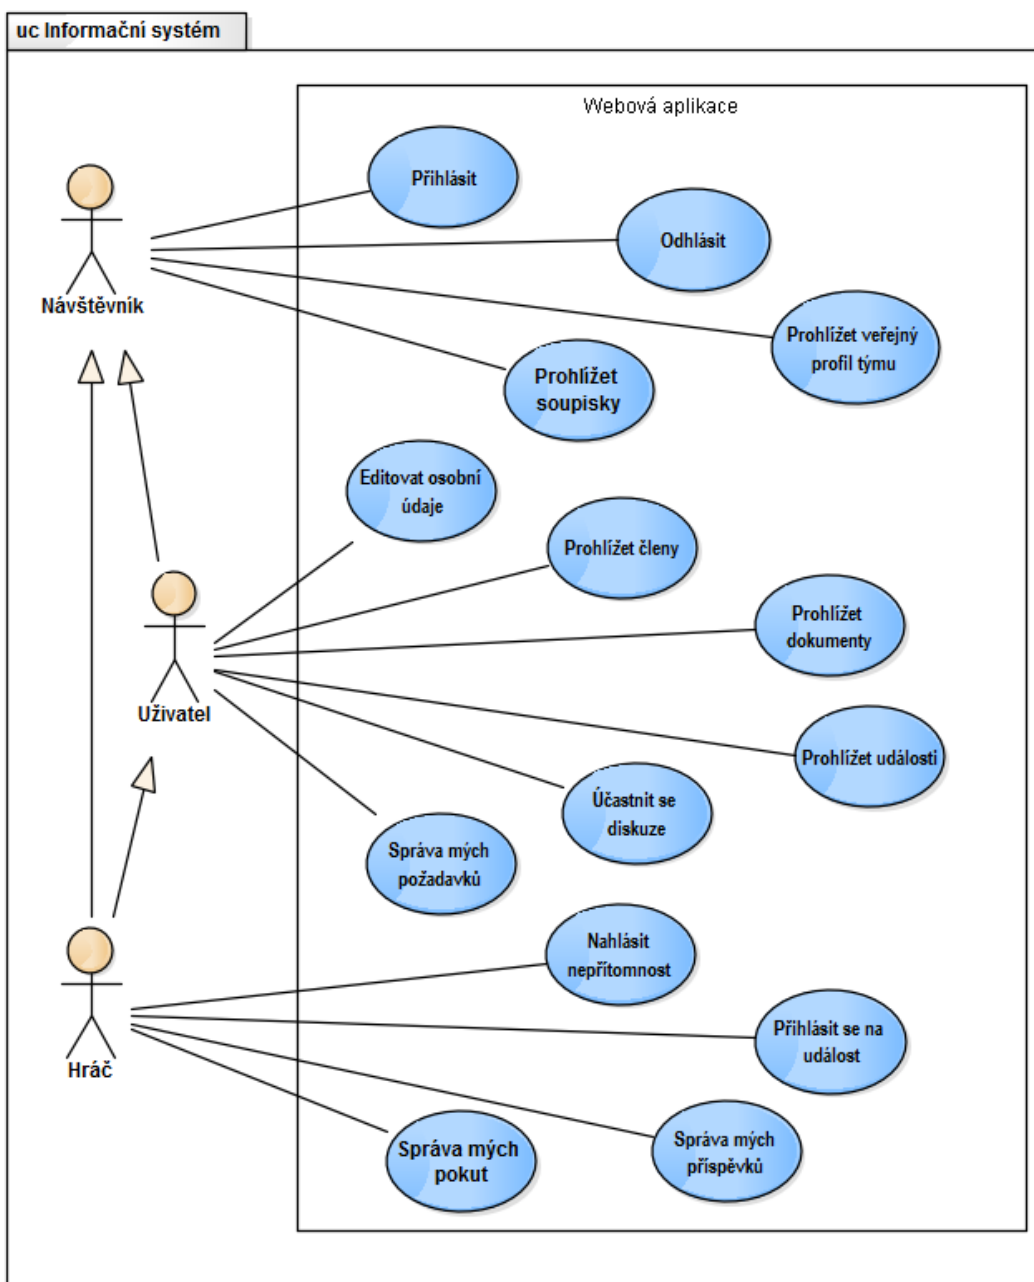 uc Informační systém
Webová aplikace
Přihlásit
Odhlásit
Návštěvník
Prohlížet veřejný
profil týmu
Prohlížet
soupisky
Editovat osobní
údaje
Prohlížet členy
Prohlížet
dokumenty
Uživatel
Prohlížet události
Účastnit se
diskuze
Správa mých
požadavků
Nahlásit
nepřítomnost
Přihlásit se na
událost
Hráč
Správa mých
příspěvků
Správa mých
pokut